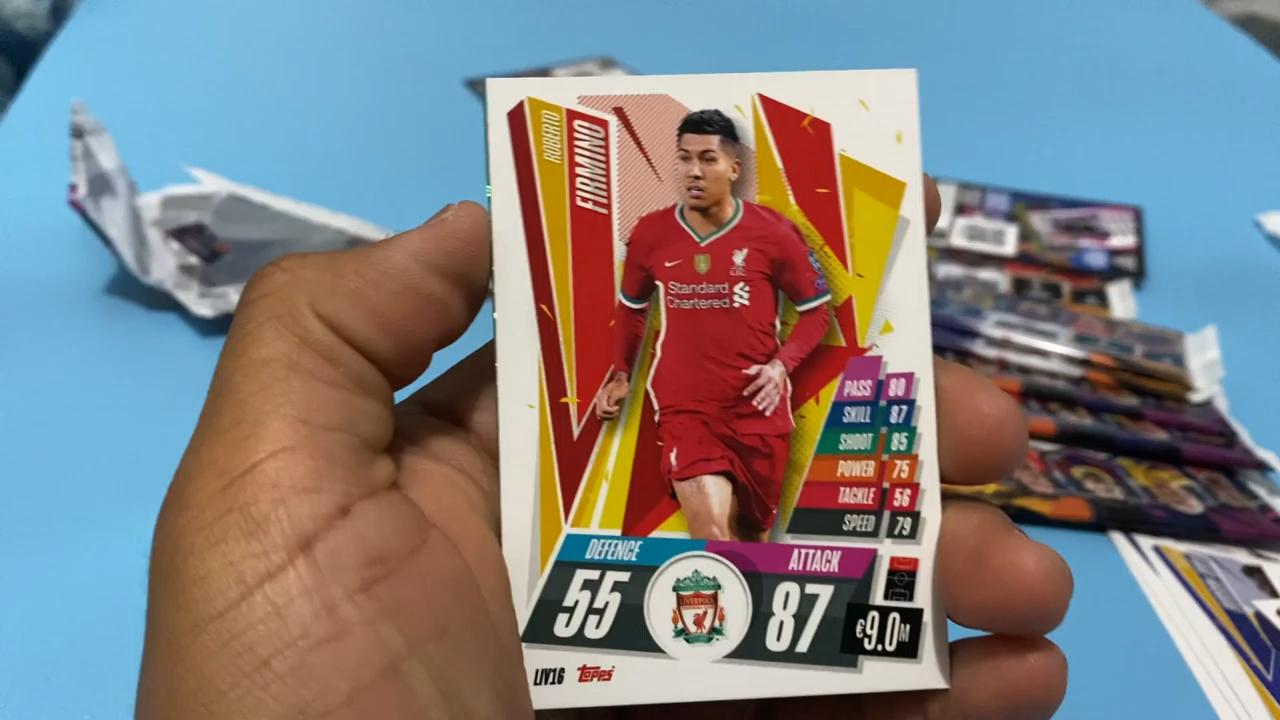 ROBERTO
FIRMINO
Standard
Chartered
PASS 80
SKILL 87
SHOOT 85
POWER 75
TACKLE 56
SPEED 79
DEFENCE
55
LIVERPOOL
ATTACK
87
€9.0M
LIV16 Topps